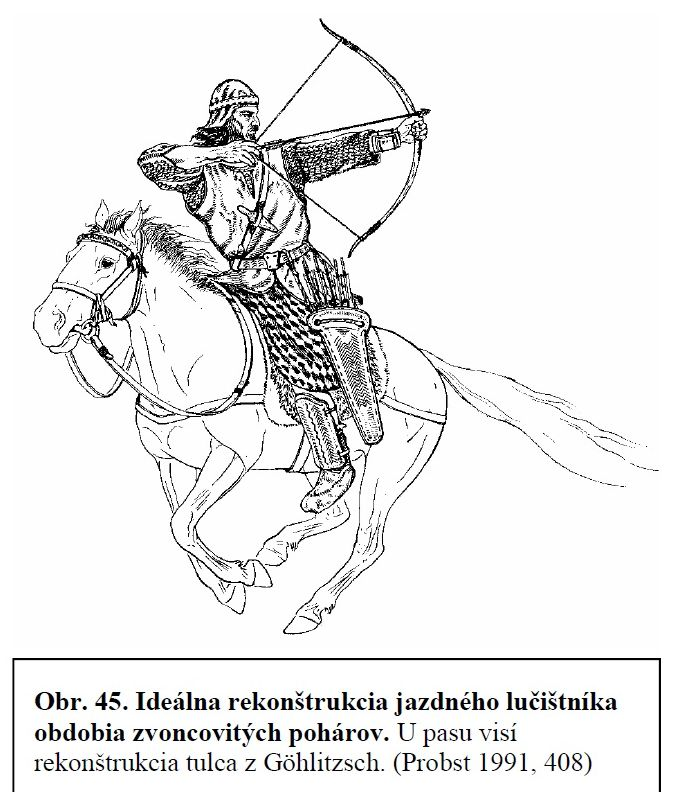 Obr. 45. Ideálna rekonštrukcia jazdného lučištníka
obdobia zvoncovitých pohárov. U pasu visí
rekonštrukcia tulca z Göhlitzsch. (Probst 1991, 408)